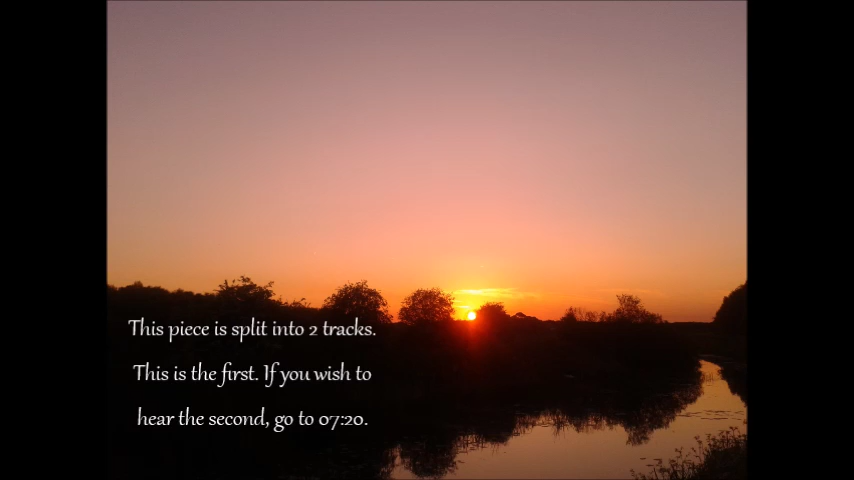 This piece is split into 2 tracks.
This is the first. If you wish to
hear the second, go to 07:20.